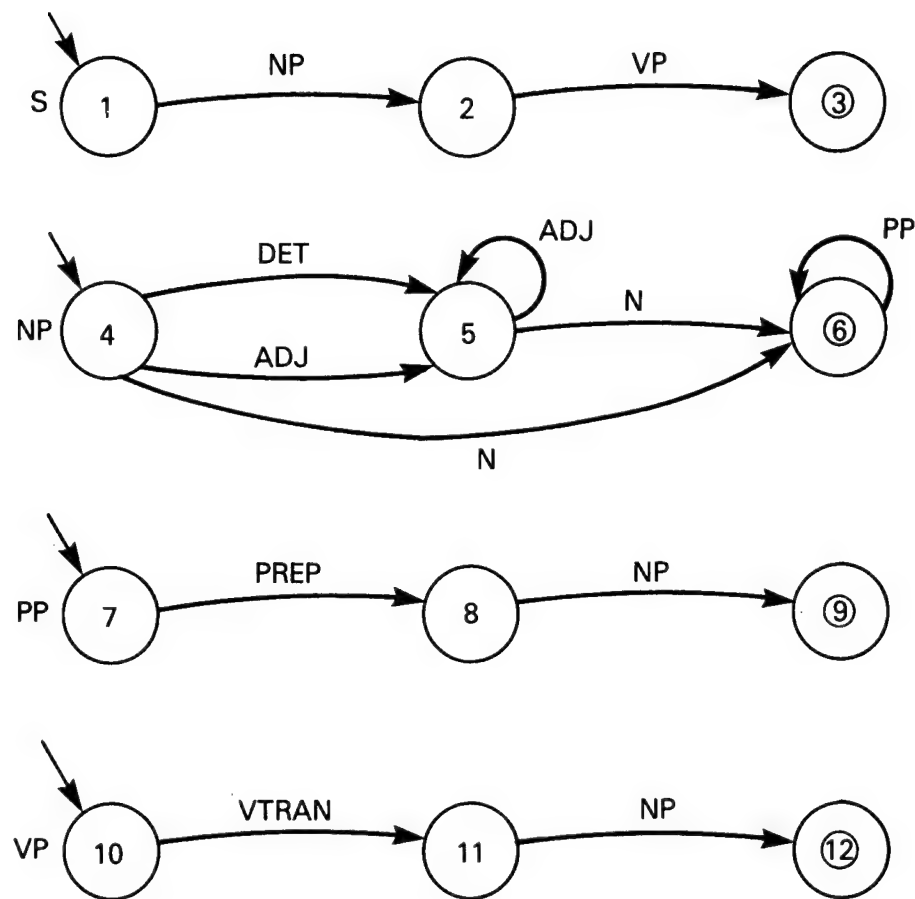 NP VP
S 1 2 3
DET ADJ PP
NP 4 5 N 6
ADJ
N
PREP NP
PP 7 8 9
VTRAN NP
VP 10 11 12